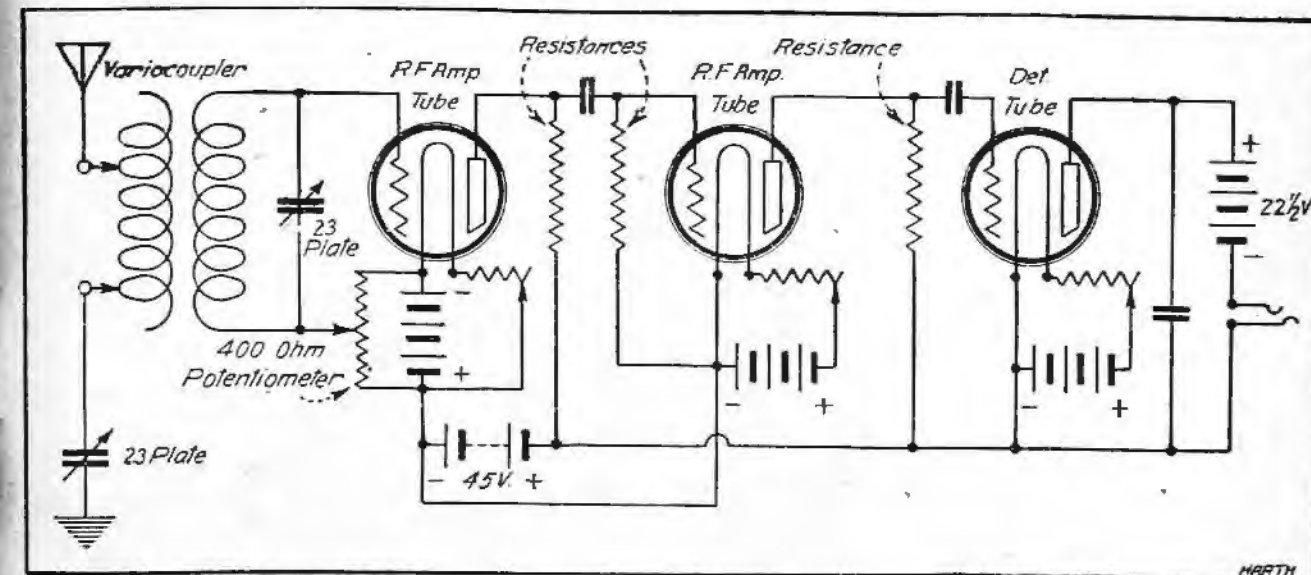 Variocoupler
R.F Amp
Tube
Resistances
R.F Amp.
Tube
Resistance
Det.
Tube
23
Plate
400 Ohm
Potentiometer
- +
- +
- +
+ -
22½V
- 45V. +
23 Plate